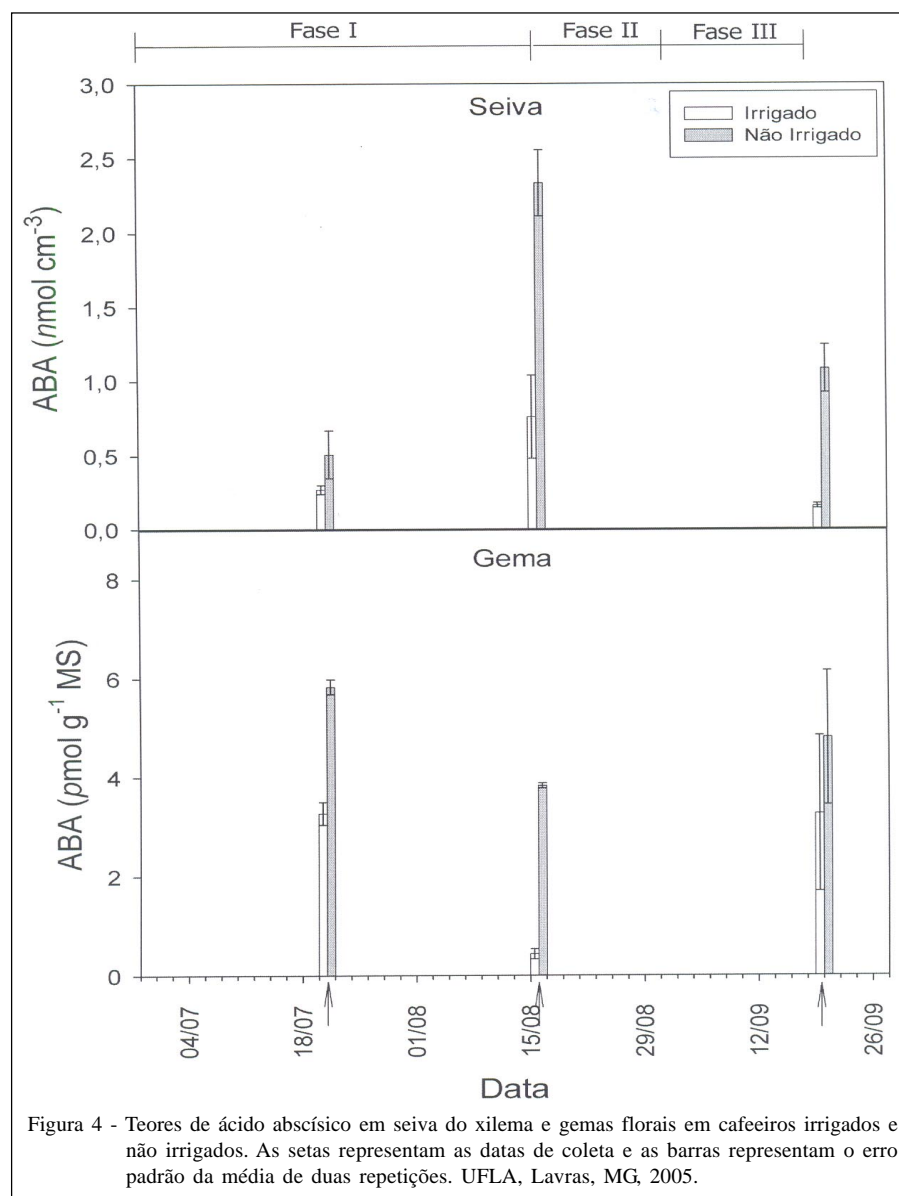 Fase I Fase II Fase III
Seiva
Irrigado
Não Irrigado
ABA (nmol cm-3)
3,0
2,5
2,0
1,5
1,0
0,5
0,0
Gema
ABA (pmol g-1 MS)
8
6
4
2
0
04/07 18/07 01/08 15/08 29/08 12/09 26/09
Data
Figura 4 - Teores de ácido abscísico em seiva do xilema e gemas florais em cafeeiros irrigados e
não irrigados. As setas representam as datas de coleta e as barras representam o erro
padrão da média de duas repetições. UFLA, Lavras, MG, 2005.